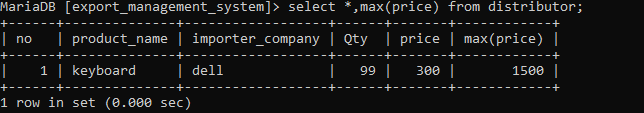 MariaDB [export_management_system]> select *,max(price) from distributor;
+----+--------------+------------------+-----+-------+------------+
| no | product_name | importer_company | Qty | price | max(price) |
+----+--------------+------------------+-----+-------+------------+
|  1 | keyboard     | dell             |  99 |   300 |       1500 |
+----+--------------+------------------+-----+-------+------------+
1 row in set (0.000 sec)